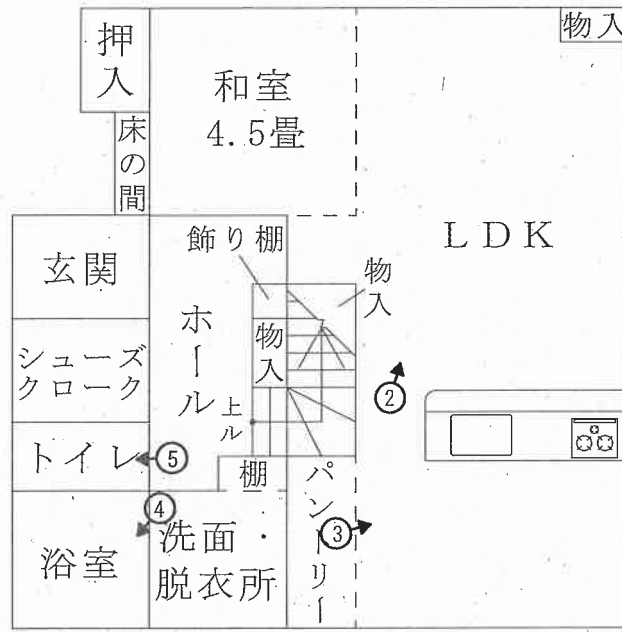 押入
物入
和室
4.5畳
床の間
玄関
飾り棚
LDK
物入
ホール
シューズ
クローク
物入
②
上ル
トイレ
⑤
棚
パントリー
④
③
浴室
洗面・
脱衣所